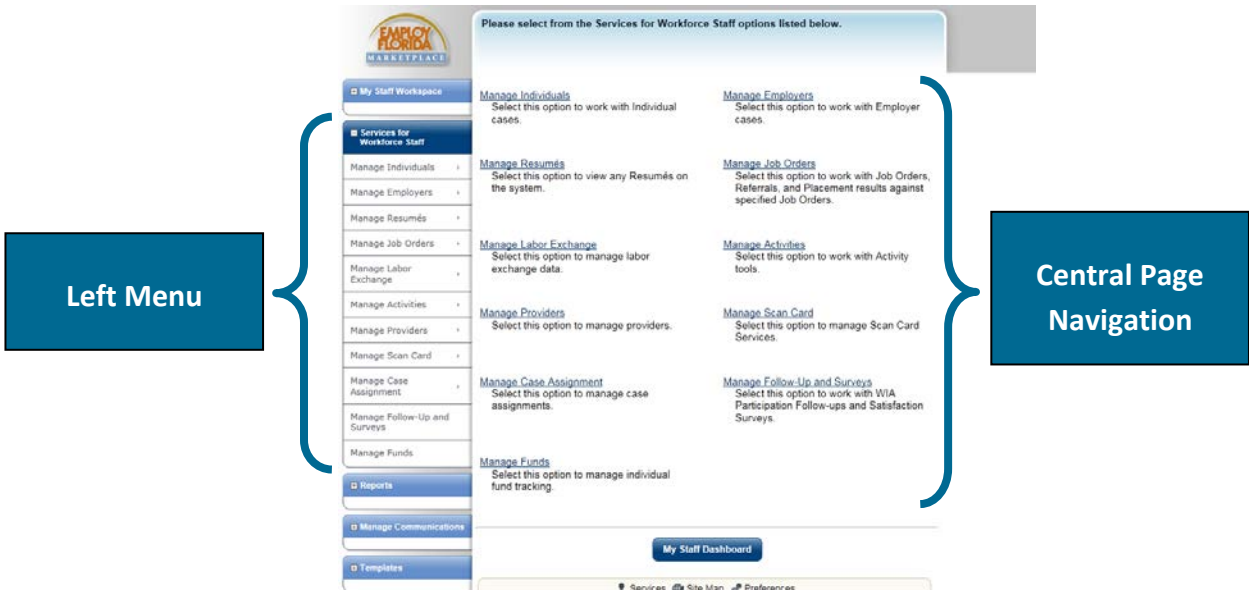 EMPLOY
FLORIDA
MARKETPLACE
Please select from the Services for Workforce Staff options listed below.
My Staff Workspace
Services for
Workforce Staff
Manage Individuals
Manage Employers
Manage Resumés
Manage Job Orders
Manage Labor
Exchange
Manage Activities
Manage Providers
Manage Scan Card
Manage Case
Assignment
Manage Follow-Up and
Surveys
Manage Funds
Reports
Manage Communications
Templates
Left Menu
Manage Individuals
Select this option to work with Individual
cases.
Manage Employers
Select this option to work with Employer
cases.
Manage Resumés
Select this option to view any Resumés on
the system.
Manage Job Orders
Select this option to work with Job Orders,
Referrals, and Placement results against
specified Job Orders.
Manage Labor Exchange
Select this option to manage labor
exchange data.
Manage Activities
Select this option to work with Activity
tools.
Manage Providers
Select this option to manage providers.
Manage Scan Card
Select this option to manage Scan Card
Services.
Manage Case Assignment
Select this option to manage case
assignments.
Manage Follow-Up and Surveys
Select this option to work with WIA
Participation Follow-ups and Satisfaction
Surveys.
Manage Funds
Select this option to manage individual
fund tracking.
Central Page
Navigation
My Staff Dashboard
Services Site Map Preferences